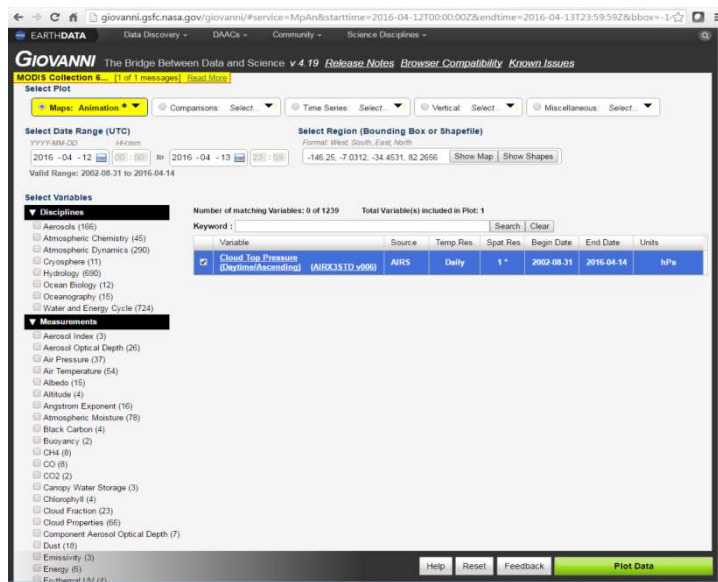 giovanni.gsfc.nasa.gov/giovanni/#service=MpAn&starttime=2016-04-12T00:00:00Z&endtime=2016-04-13T23:59:59Z&bbox=-1
EARTHDATA Data Discovery DAACs Community Science Disciplines
GIOVANNI The Bridge Between Data and Science v 4.19 Release Notes Browser Compatibility Known Issues
MODIS Collection 6... [1 of 1 messages] Read More
Select Plot
Maps: Animation * Comparisons: Select... Time Series: Select... Vertical: Select... Miscellaneous: Select...
Select Date Range (UTC) Select Region (Bounding Box or Shapefile)
YYYY-MM-DD HH:mm Format: West, South, East, North
2016 -04 -12 00 : 00 to 2016 -04 -13 23 : 59 -146.25, -7.0312, -34.4531, 82.2656 Show Map Show Shapes
Valid Range: 2002-08-31 to 2016-04-14
Select Variables
Disciplines
Aerosols (166)
Atmospheric Chemistry (45)
Atmospheric Dynamics (290)
Cryosphere (11)
Hydrology (690)
Ocean Biology (12)
Oceanography (15)
Water and Energy Cycle (724)
Measurements
Aerosol Index (3)
Aerosol Optical Depth (26)
Air Pressure (37)
Air Temperature (54)
Albedo (15)
Altitude (4)
Angstrom Exponent (16)
Atmospheric Moisture (78)
Black Carbon (4)
Buoyancy (2)
CH4 (8)
CO (8)
CO2 (2)
Canopy Water Storage (3)
Chlorophyll (4)
Cloud Fraction (23)
Cloud Properties (66)
Component Aerosol Optical Depth (7)
Dust (18)
Emissivity (3)
Energy (6)
Erythemal UV (4)
Number of matching Variables: 0 of 1239 Total Variable(s) included in Plot: 1
Keyword : Search Clear
Variable Source Temp.Res. Spat.Res. Begin Date End Date Units
Cloud Top Pressure
(Daytime/Ascending) (AIRX3STD v006) AIRS Daily 1 ° 2002-08-31 2016-04-14 hPa
Help Reset Feedback Plot Data